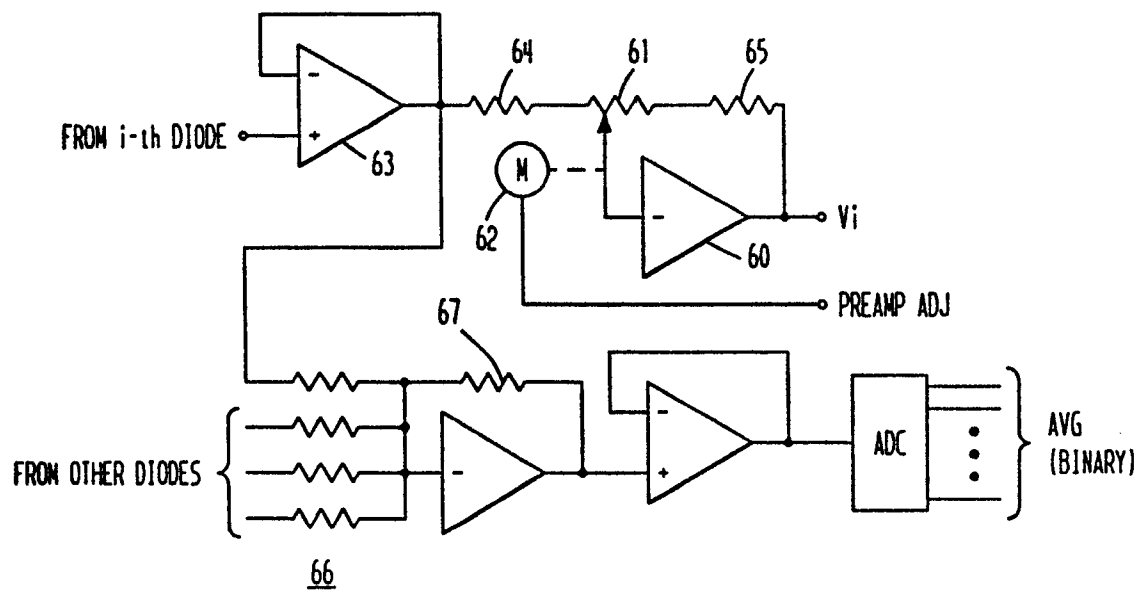 64
61
65
-
FROM i-th DIODE
+
63
M
62
-
60
Vi
PREAMP ADJ
67
-
ADC
AVG
(BINARY)
FROM OTHER DIODES
-
+
66